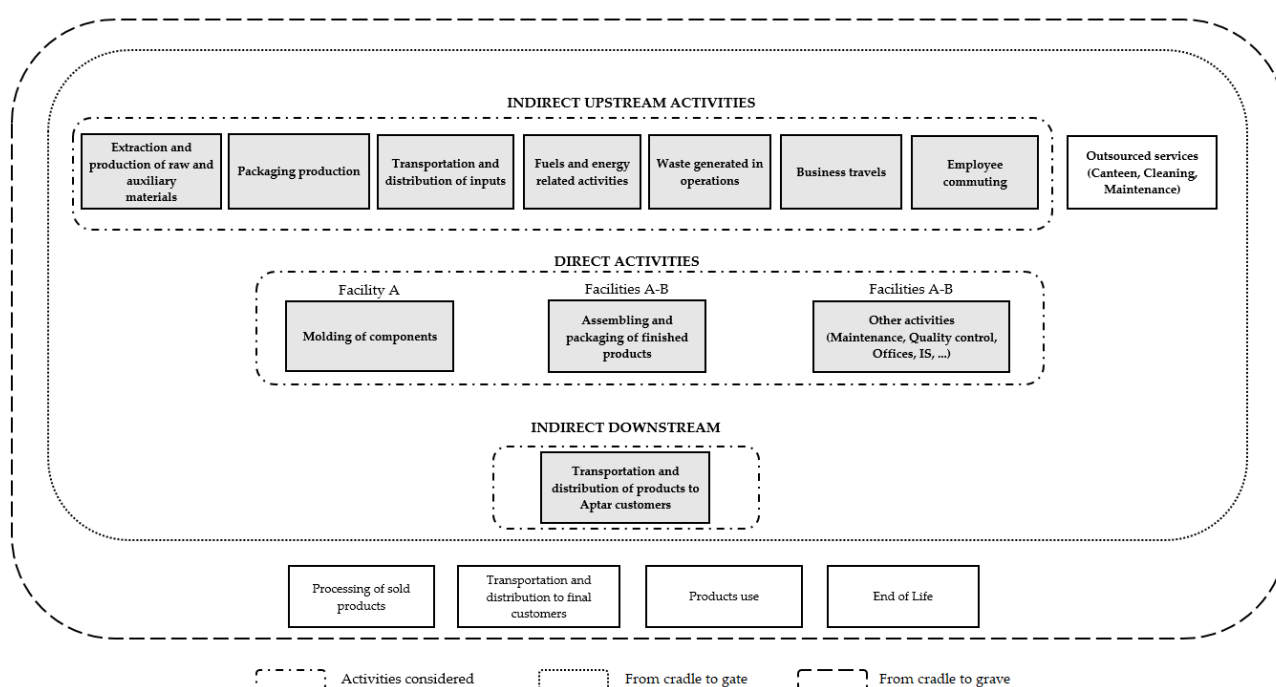 INDIRECT UPSTREAM ACTIVITIES
Extraction and
production of raw and
auxiliary
materials
Packaging production
Transportation and
distribution of inputs
Fuels and energy
related activities
Waste generated in
operations
Business travels
Employee
commuting
Outsourced services
(Canteen, Cleaning,
Maintenance)
DIRECT ACTIVITIES
Facility A
Molding of components
Facilities A-B
Assembling and
packaging of finished
products
Facilities A-B
Other activities
(Maintenance, Quality control,
Offices, IS, ...)
INDIRECT DOWNSTREAM
Transportation and
distribution of products to
Aptar customers
Processing of sold
products
Transportation and
distribution to final
customers
Products use
End of Life
Activities considered
From cradle to gate
From cradle to grave